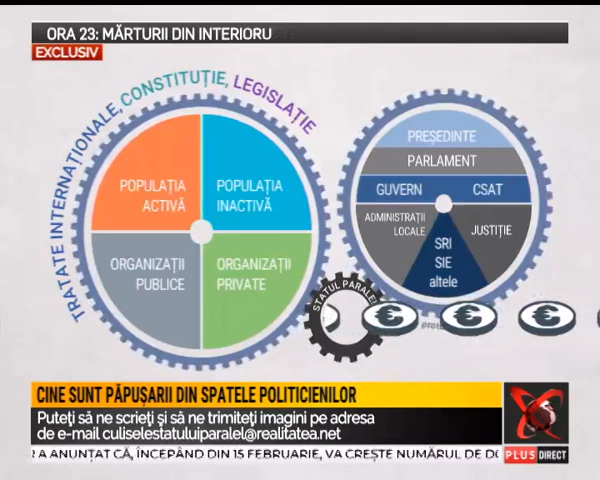 ORA 23: MĂRTURII DIN INTERIORU
EXCLUSIV
TRATATE INTERNAȚIONALE, CONSTITUȚIE, LEGISLAȚIE
POPULAȚIA
ACTIVĂ
POPULAȚIA
INACTIVĂ
ORGANIZAȚII
PUBLICE
ORGANIZAȚII
PRIVATE
PREȘEDINTE
PARLAMENT
GUVERN
CSAT
ADMINISTRAȚII
LOCALE
JUSTIȚIE
SRI
SIE
altele
STATUL PARALEL
CINE SUNT PĂPUȘARII DIN SPATELE POLITICIENILOR
Puteți să ne scrieți și să ne trimiteți imagini pe adresa
de e-mail culiselestatuluiparalel@realitatea.net
A ANUNȚAT CĂ, ÎNCEPÂND DIN 15 FEBRUARIE, VA CREȘTE NUMĂRUL DE
PLUS DIRECT